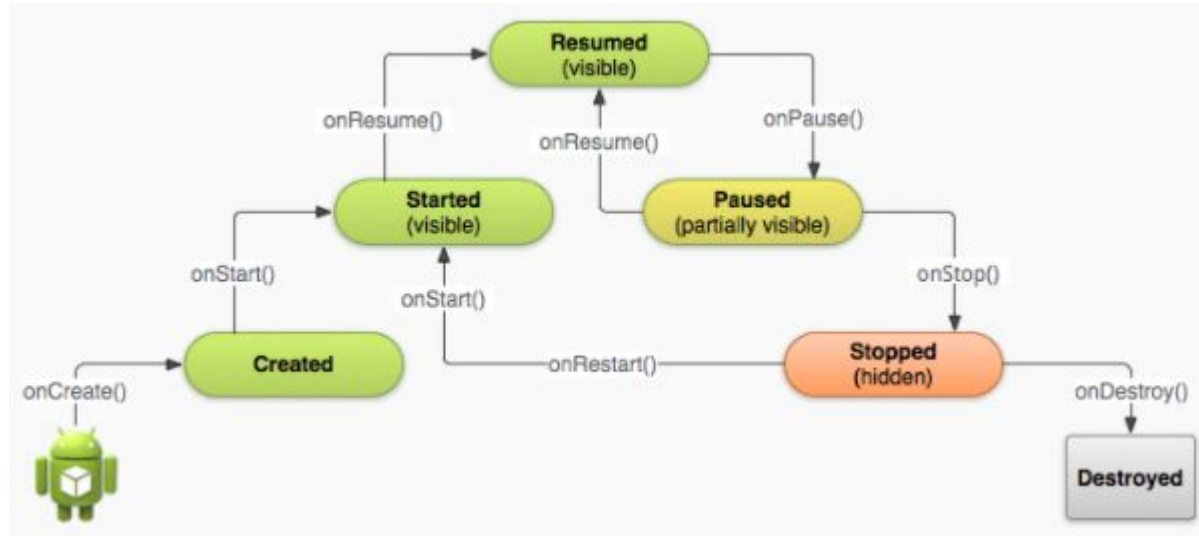 Resumed
(visible)
onResume()
onResume()
onPause()
Started
(visible)
Paused
(partially visible)
onStart()
onStart()
onStop()
Created
onRestart()
Stopped
(hidden)
onCreate()
onDestroy()
Destroyed